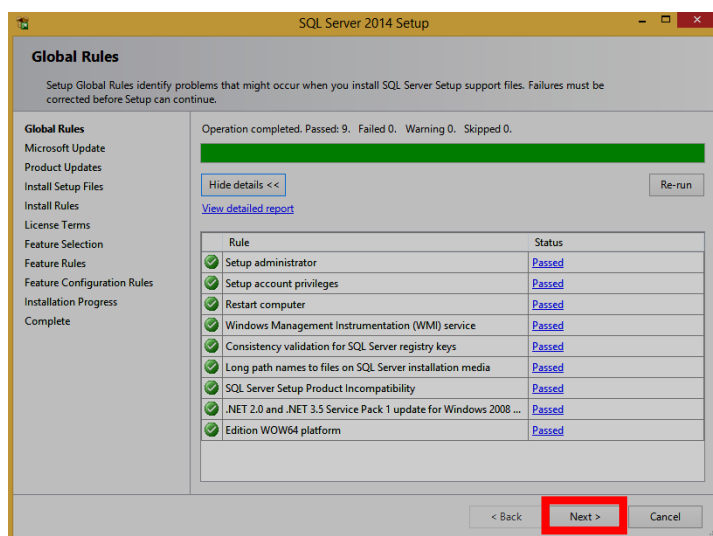 SQL Server 2014 Setup
Global Rules
Setup Global Rules identify problems that might occur when you install SQL Server Setup support files. Failures must be
corrected before Setup can continue.
Global Rules
Microsoft Update
Product Updates
Install Setup Files
Install Rules
License Terms
Feature Selection
Feature Rules
Feature Configuration Rules
Installation Progress
Complete
Operation completed. Passed: 9. Failed 0. Warning 0. Skipped 0.
Hide details <<
Re-run
View detailed report
Rule Status
Setup administrator Passed
Setup account privileges Passed
Restart computer Passed
Windows Management Instrumentation (WMI) service Passed
Consistency validation for SQL Server registry keys Passed
Long path names to files on SQL Server installation media Passed
SQL Server Setup Product Incompatibility Passed
.NET 2.0 and .NET 3.5 Service Pack 1 update for Windows 2008 ... Passed
Edition WOW64 platform Passed
< Back Next > Cancel